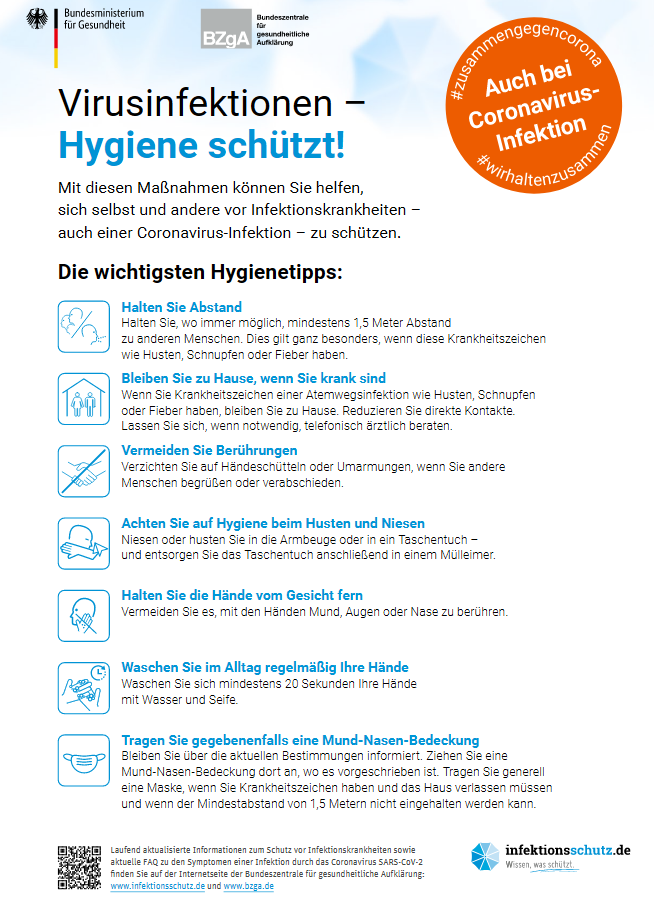 Bundesministerium
für Gesundheit
BZgA
Bundeszentrale
für
gesundheitliche
Aufklärung
#zusammengegencorona
Auch bei
Coronavirus-
Infektion
#wirhaltenzusammen
Virusinfektionen –
Hygiene schützt!
Mit diesen Maßnahmen können Sie helfen,
sich selbst und andere vor Infektionskrankheiten –
auch einer Coronavirus-Infektion – zu schützen.
Die wichtigsten Hygienetipps:
Halten Sie Abstand
Halten Sie, wo immer möglich, mindestens 1,5 Meter Abstand
zu anderen Menschen. Dies gilt ganz besonders, wenn diese Krankheitszeichen
wie Husten, Schnupfen oder Fieber haben.
Bleiben Sie zu Hause, wenn Sie krank sind
Wenn Sie Krankheitszeichen einer Atemwegsinfektion wie Husten, Schnupfen
oder Fieber haben, bleiben Sie zu Hause. Reduzieren Sie direkte Kontakte.
Lassen Sie sich, wenn notwendig, telefonisch ärztlich beraten.
Vermeiden Sie Berührungen
Verzichten Sie auf Händeschütteln oder Umarmungen, wenn Sie andere
Menschen begrüßen oder verabschieden.
Achten Sie auf Hygiene beim Husten und Niesen
Niesen oder husten Sie in die Armbeuge oder in ein Taschentuch –
und entsorgen Sie das Taschentuch anschließend in einem Mülleimer.
Halten Sie die Hände vom Gesicht fern
Vermeiden Sie es, mit den Händen Mund, Augen oder Nase zu berühren.
Waschen Sie im Alltag regelmäßig Ihre Hände
Waschen Sie sich mindestens 20 Sekunden Ihre Hände
mit Wasser und Seife.
Tragen Sie gegebenenfalls eine Mund-Nasen-Bedeckung
Bleiben Sie über die aktuellen Bestimmungen informiert. Ziehen Sie eine
Mund-Nasen-Bedeckung dort an, wo es vorgeschrieben ist. Tragen Sie generell
eine Maske, wenn Sie Krankheitszeichen haben und das Haus verlassen müssen
und wenn der Mindestabstand von 1,5 Metern nicht eingehalten werden kann.
Laufend aktualisierte Informationen zum Schutz vor Infektionskrankheiten sowie
aktuelle FAQ zu den Symptomen einer Infektion durch das Coronavirus SARS-CoV-2
finden Sie auf der Internetseite der Bundeszentrale für gesundheitliche Aufklärung:
www.infektionsschutz.de und www.bzga.de
infektionsschutz.de
Wissen, was schützt.